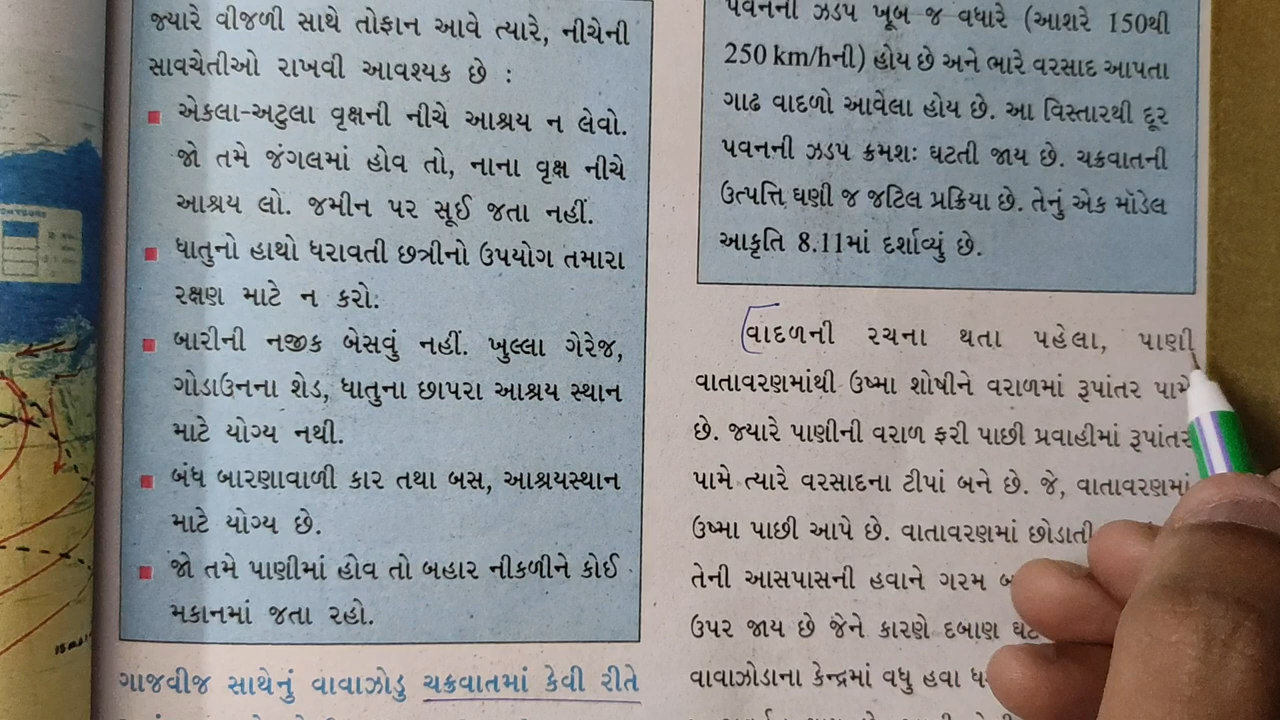 જ્યારે વીજળી સાથે તોફાન આવે ત્યારે, નીચેની
સાવચેતીઓ રાખવી આવશ્યક છે :
એકલા-અટુલા વૃક્ષની નીચે આશ્રય ન લેવો.
જો તમે જંગલમાં હોવ તો, નાના વૃક્ષ નીચે
આશ્રય લો. જમીન પર સૂઈ જતા નહીં.
ધાતુનો હાથો ધરાવતી છત્રીનો ઉપયોગ તમારા
રક્ષણ માટે ન કરો.
બારીની નજીક બેસવું નહીં. ખુલ્લા ગેરેજ,
ગોડાઉનના શેડ, ધાતુના છાપરા આશ્રય સ્થાન
માટે યોગ્ય નથી.
બંધ બારણાવાળી કાર તથા બસ, આશ્રયસ્થાન
માટે યોગ્ય છે.
જો તમે પાણીમાં હોવ તો બહાર નીકળીને કોઈ
મકાનમાં જતા રહો.
ગાજવીજ સાથેનું વાવાઝોડુ ચક્રવાતમાં કેવી રીતે
પવનની ઝડપ ખૂબ જ વધારે (આશરે 150થી
250 km/hની) હોય છે અને ભારે વરસાદ આપતા
ગાઢ વાદળો આવેલા હોય છે. આ વિસ્તારથી દૂર
પવનની ઝડપ ક્રમશઃ ઘટતી જાય છે. ચક્રવાતની
ઉત્પત્તિ ઘણી જ જટિલ પ્રક્રિયા છે. તેનું એક મૉડેલ
આકૃતિ 8.11માં દર્શાવ્યું છે.
વાદળની રચના થતા પહેલા, પાણી
વાતાવરણમાંથી ઉષ્મા શોષીને વરાળમાં રૂપાંતર પામે
છે. જ્યારે પાણીની વરાળ ફરી પાછી પ્રવાહીમાં રૂપાંતર
પામે ત્યારે વરસાદના ટીપાં બને છે. જે, વાતાવરણમાં
ઉષ્મા પાછી આપે છે. વાતાવરણમાં છોડાતી
તેની આસપાસની હવાને ગરમ
ઉપર જાય છે જેને કારણે દબાણ
વાવાઝોડાના કેન્દ્રમાં વધુ હવા